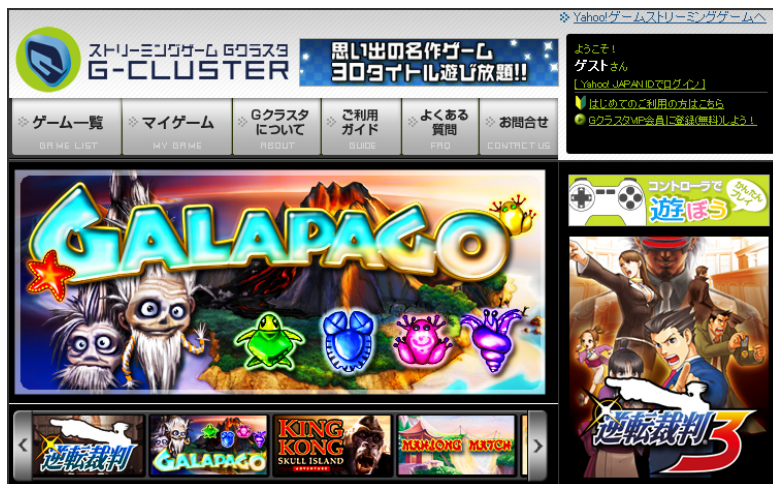 Yahoo!ゲームストリーミングゲームへ
ストリーミングゲーム Gクラスタ
G-CLUSTER
思い出の名作ゲーム
30タイトル遊び放題!!
ようこそ!
ゲストさん
[ Yahoo! JAPAN IDでログイン ]
はじめてのご利用の方はこちら
GクラスタVIP会員に登録(無料)しよう!
ゲーム一覧
GAME LIST
マイゲーム
MY GAME
Gクラスタ
について
ABOUT
ご利用
ガイド
GUIDE
よくある
質問
FAQ
お問合せ
CONTACT US
GALAPAGO
コントローラで
遊ぼう
かんたん
プレイ
逆転裁判3
逆転裁判
GALAPAGO
KING
KONG
SKULL ISLAND
ADVENTURE
MAHJONG MATCH